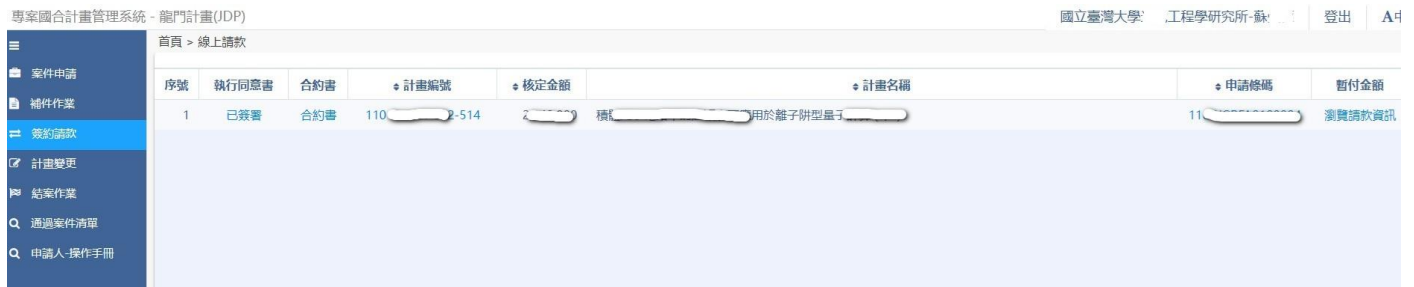 專案國合計畫管理系統 - 龍門計畫(JDP)
國立臺灣大學 工程學研究所-蘇
登出
A中
首頁 > 線上請款
案件申請
補件作業
簽約請款
計畫變更
結案作業
通過案件清單
申請人-操作手冊
序號 執行同意書 合約書 計畫編號 核定金額 計畫名稱 申請條碼 暫付金額
1 已簽署 合約書 110 2-514 用於離子阱型量子 11 瀏覽請款資訊